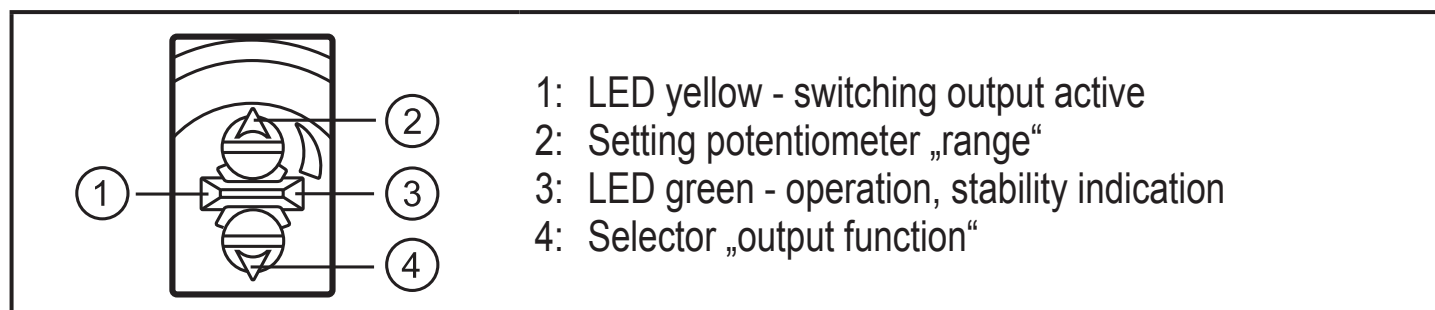 1
2
3
4
1: LED yellow - switching output active
2: Setting potentiometer „range“
3: LED green - operation, stability indication
4: Selector „output function“